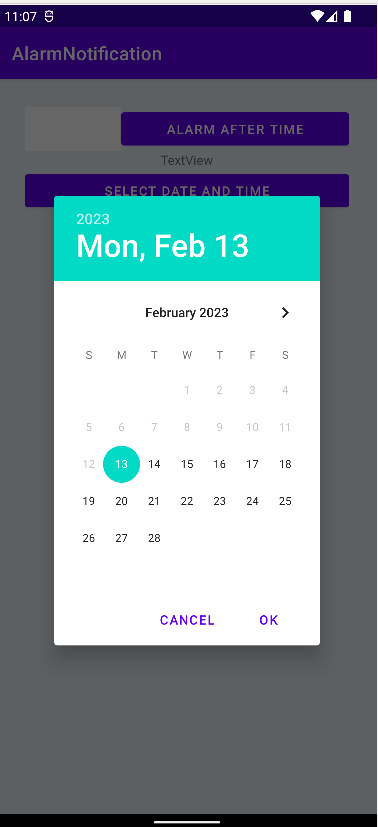 11:07
AlarmNotification
ALARM AFTER TIME
TextView
SELECT DATE AND TIME
2023
Mon, Feb 13
February 2023
S M T W T F S
1 2 3 4
5 6 7 8 9 10 11
12 13 14 15 16 17 18
19 20 21 22 23 24 25
26 27 28
CANCEL OK